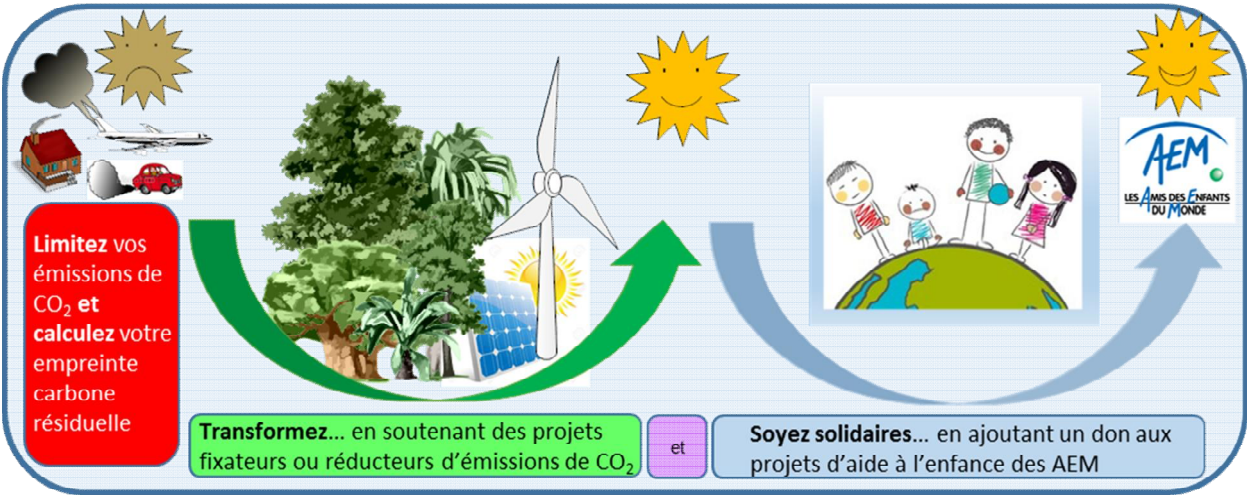 Limitez vos
émissions de
CO₂ et
calculez votre
empreinte
carbone
résiduelle
Transformez... en soutenant des projets
fixateurs ou réducteurs d'émissions de CO₂
et
Soyez solidaires... en ajoutant un don aux
projets d'aide à l'enfance des AEM
AEM
LES AMIS DES ENFANTS
DU MONDE